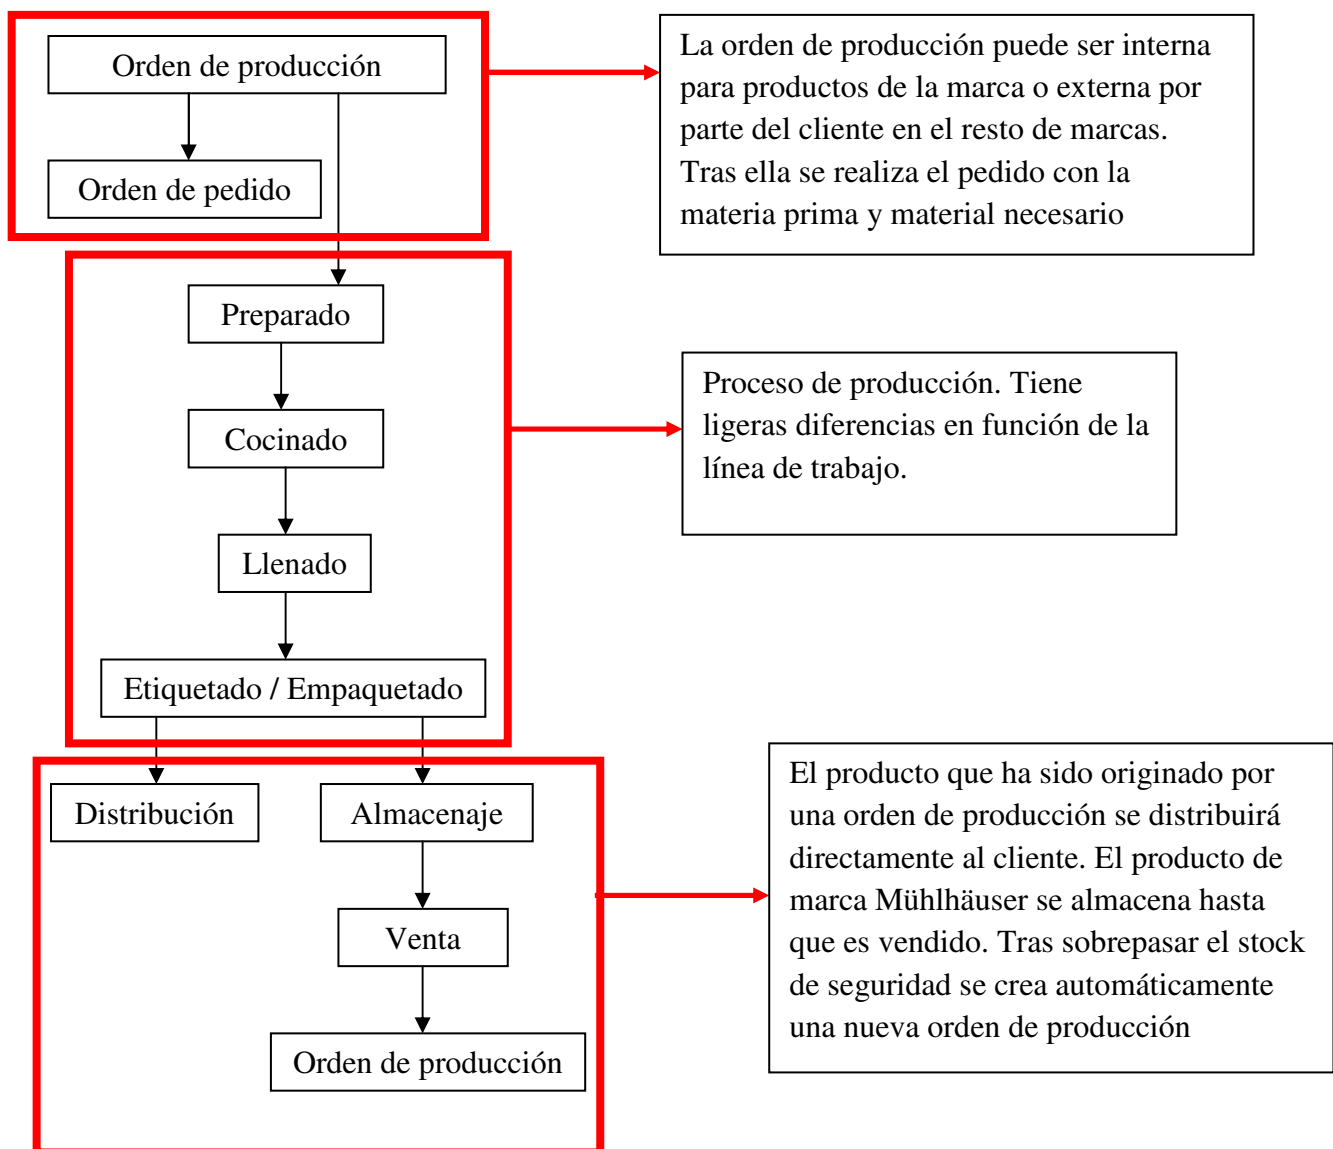 Orden de producción
Orden de pedido
La orden de producción puede ser interna
para productos de la marca o externa por
parte del cliente en el resto de marcas.
Tras ella se realiza el pedido con la
materia prima y material necesario
Preparado
Cocinado
Llenado
Etiquetado / Empaquetado
Proceso de producción. Tiene
ligeras diferencias en función de la
línea de trabajo.
Distribución
Almacenaje
Venta
Orden de producción
El producto que ha sido originado por
una orden de producción se distribuirá
directamente al cliente. El producto de
marca Mühlhäuser se almacena hasta
que es vendido. Tras sobrepasar el stock
de seguridad se crea automáticamente
una nueva orden de producción